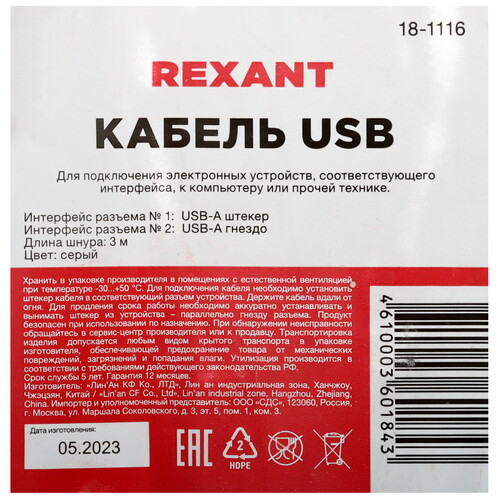 18-1116
REXANT
КАБЕЛЬ USB
Для подключения электронных устройств, соответствующего
интерфейса, к компьютеру или прочей технике.
Интерфейс разъема № 1: USB-A штекер
Интерфейс разъема № 2: USB-A гнездо
Длина шнура: 3 м
Цвет: серый
Хранить в упаковке производителя в помещениях с естественной вентиляцией
при температуре -30...+50 °С. Для подключения кабеля необходимо установить
штекер кабеля в соответствующий разъем устройства. Держите кабель вдали от
огня. Для продления срока работы необходимо аккуратно устанавливать и
вынимать штекер из устройства – параллельно гнезду разъема. Продукт
безопасен при использовании по назначению. При обнаружении неисправности
обращайтесь в сервис-центр производителя или к продавцу. Транспортировка
изделия допускается любым видом крытого транспорта в упаковке
изготовителя, обеспечивающей предохранение товара от механических
повреждений, загрязнений и попадания влаги. Утилизация производится в
соответствии с требованиями действующего законодательства РФ.
Срок службы 5 лет. Гарантия 12 месяцев.
Изготовитель: «Лин'Ан КФ Ко., ЛТД», Лин ан индустриальная зона, Ханчжоу,
Чжэцзян, Китай / «Lin'an CF Co., Ltd», Lin'an industrial zone, Hangzhou, Zhejiang,
China. Импортер и уполномоченный представитель: ООО «СДС», 123060, Россия,
г. Москва, ул. Маршала Соколовского, д. 3, эт. 5, пом. 1, ком. 3.
4610003601843
Дата изготовления:
05.2023
EAC
2
HDPE